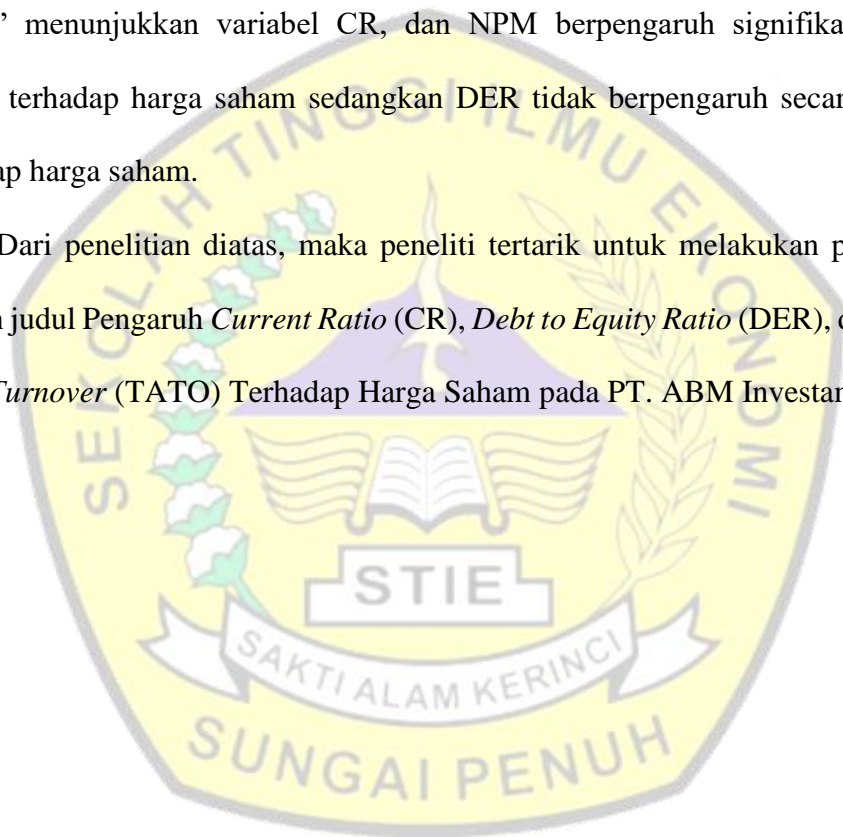 ” menunjukkan variabel CR, dan NPM berpengaruh signifika
terhadap harga saham sedangkan DER tidak berpengaruh secar
ap harga saham.
Dari penelitian diatas, maka peneliti tertarik untuk melakukan p
judul Pengaruh Current Ratio (CR), Debt to Equity Ratio (DER),
Turnover (TATO) Terhadap Harga Saham pada PT. ABM Investa
SEKOLAH TINGGI ILMU EKONOMI
STIE
SAKTI ALAM KERINCI
SUNGAI PENUH